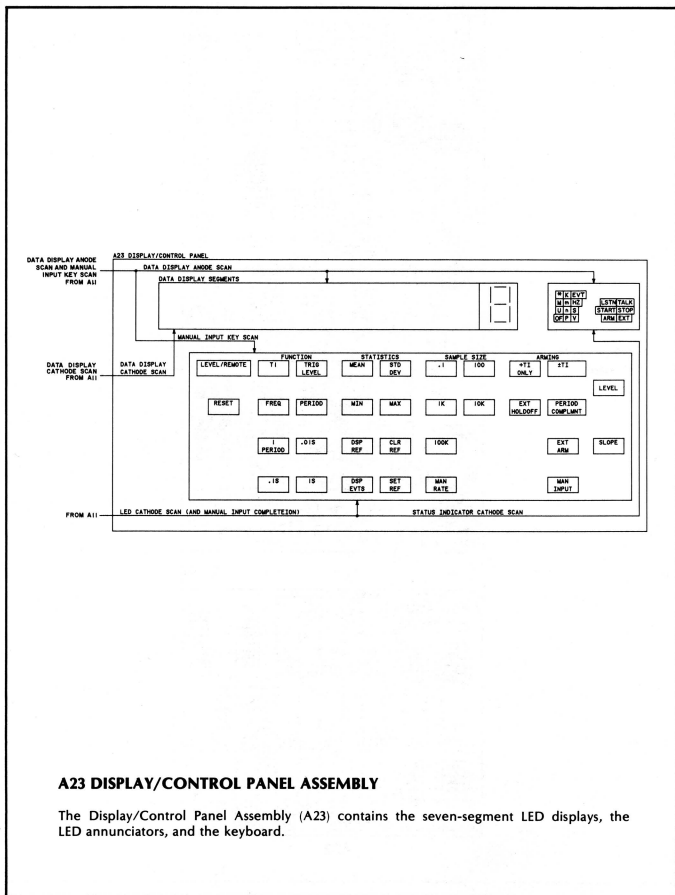 A23 DISPLAY/CONTROL PANEL
DATA DISPLAY ANODE
SCAN AND MANUAL
INPUT KEY SCAN
FROM A11
DATA DISPLAY ANODE SCAN
DATA DISPLAY SEGMENTS
* K EVT
M m HZ
U n S
OF P V
LSTN TALK
START STOP
ARM EXT
MANUAL INPUT KEY SCAN
DATA DISPLAY
CATHODE SCAN
FROM A11
DATA DISPLAY
CATHODE SCAN
FUNCTION STATISTICS SAMPLE SIZE ARMING
LEVEL/REMOTE TI TRIG LEVEL MEAN STD DEV .1 100 +TI ONLY ±TI
LEVEL
RESET FREQ PERIOD MIN MAX 1K 10K EXT HOLDOFF PERIOD COMPLMNT
1 PERIOD .01S DSP REF CLR REF 100K EXT ARM SLOPE
.1S 1S DSP EVTS SET REF MAN RATE MAN INPUT
FROM A11
LED CATHODE SCAN (AND MANUAL INPUT COMPLETEION)
STATUS INDICATOR CATHODE SCAN
A23 DISPLAY/CONTROL PANEL ASSEMBLY
The Display/Control Panel Assembly (A23) contains the seven-segment LED displays, the
LED annunciators, and the keyboard.